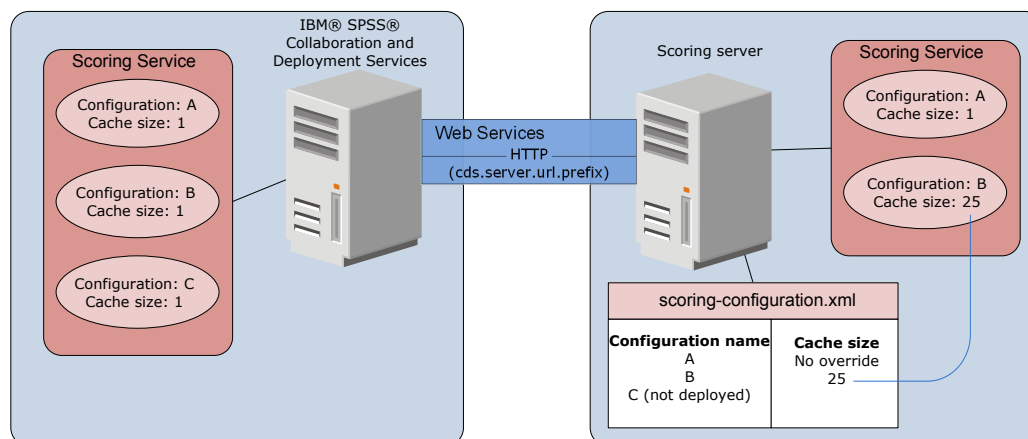 IBM® SPSS®
Collaboration and
Deployment Services
Scoring Service
Configuration: A
Cache size: 1
Configuration: B
Cache size: 1
Configuration: C
Cache size: 1
Web Services
HTTP
(cds.server.url.prefix)
Scoring server
Scoring Service
Configuration: A
Cache size: 1
Configuration: B
Cache size: 25
scoring-configuration.xml
Configuration name
A
B
C (not deployed)
Cache size
No override
25